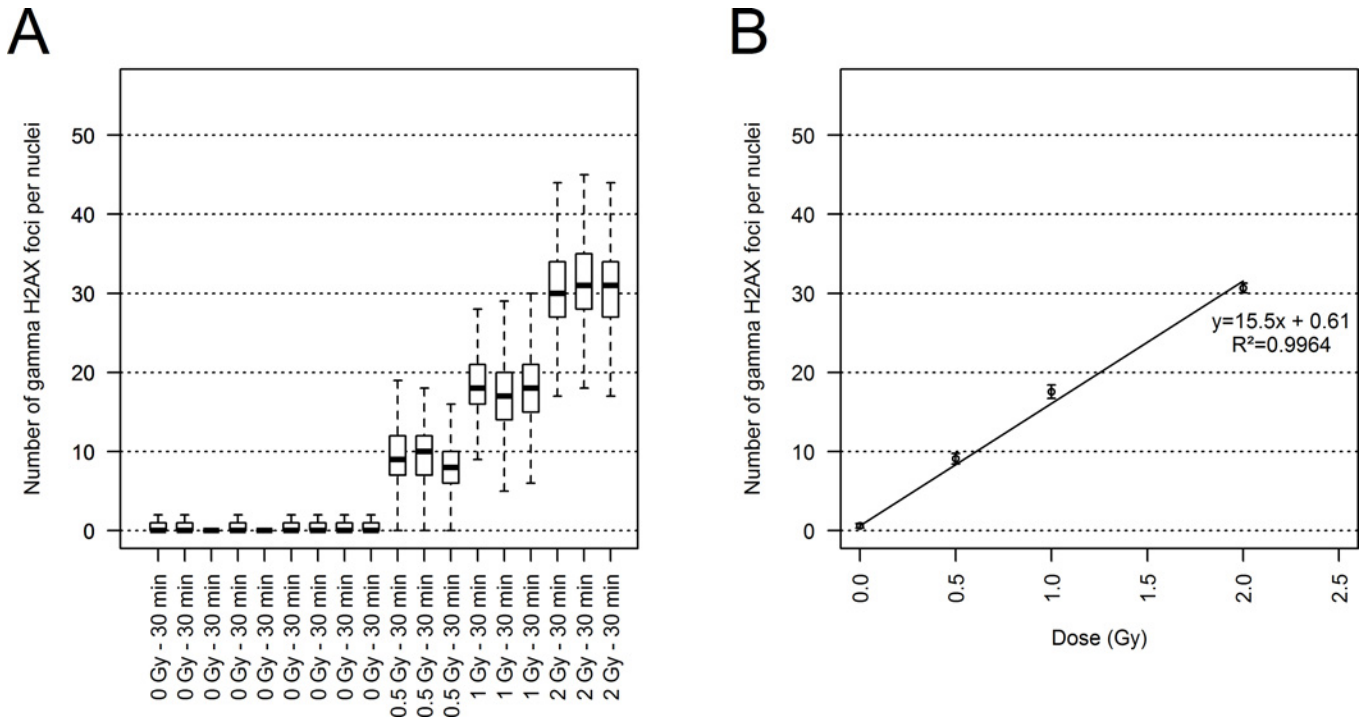 A
Number of gamma H2AX foci per nuclei
50
40
30
20
10
0
0 Gy - 30 min
0 Gy - 30 min
0 Gy - 30 min
0 Gy - 30 min
0 Gy - 30 min
0 Gy - 30 min
0 Gy - 30 min
0 Gy - 30 min
0 Gy - 30 min
0.5 Gy - 30 min
0.5 Gy - 30 min
0.5 Gy - 30 min
1 Gy - 30 min
1 Gy - 30 min
1 Gy - 30 min
2 Gy - 30 min
2 Gy - 30 min
2 Gy - 30 min
B
Number of gamma H2AX foci per nuclei
50
40
30
20
10
0
y=15.5x + 0.61
R²=0.9964
0.0
0.5
1.0
1.5
2.0
2.5
Dose (Gy)